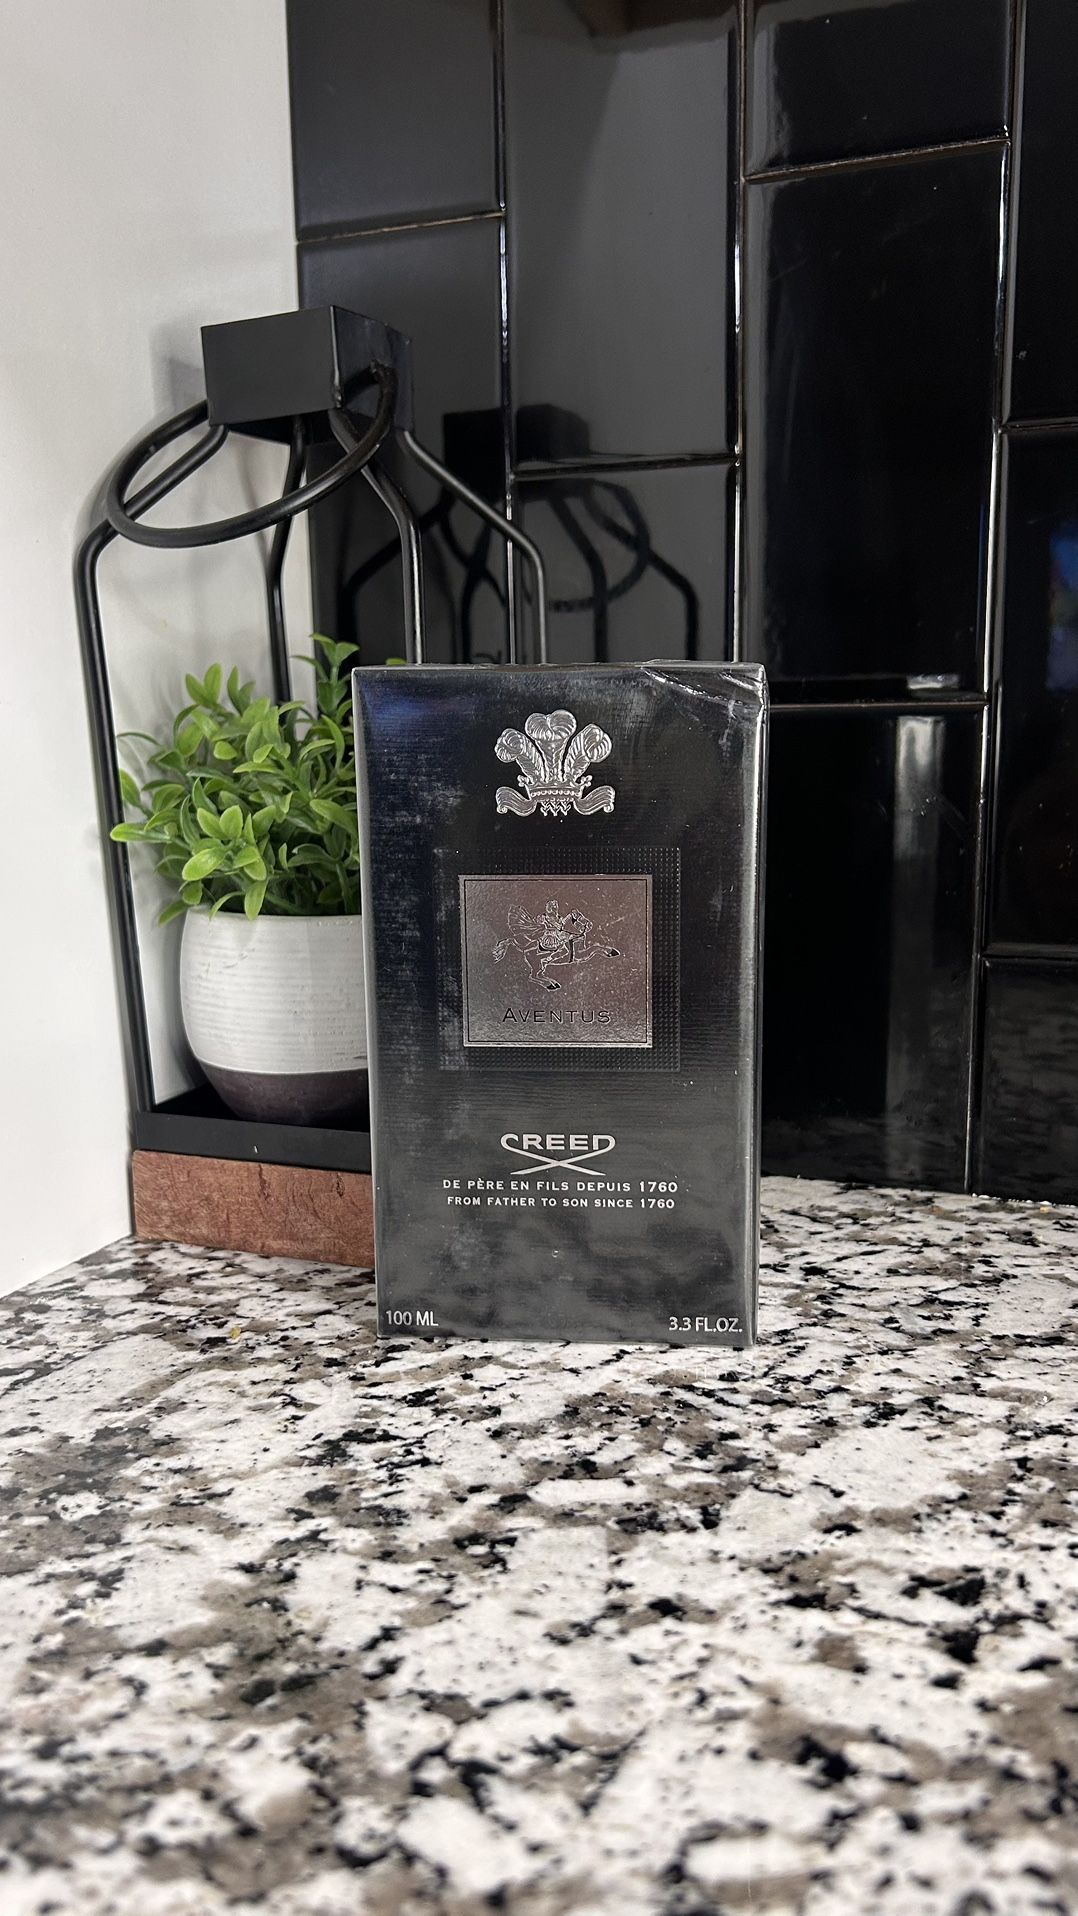 AVENTUS
CREED
DE PÈRE EN FILS DEPUIS 1760
FROM FATHER TO SON SINCE 1760
100 ML 3.3 FL.OZ.